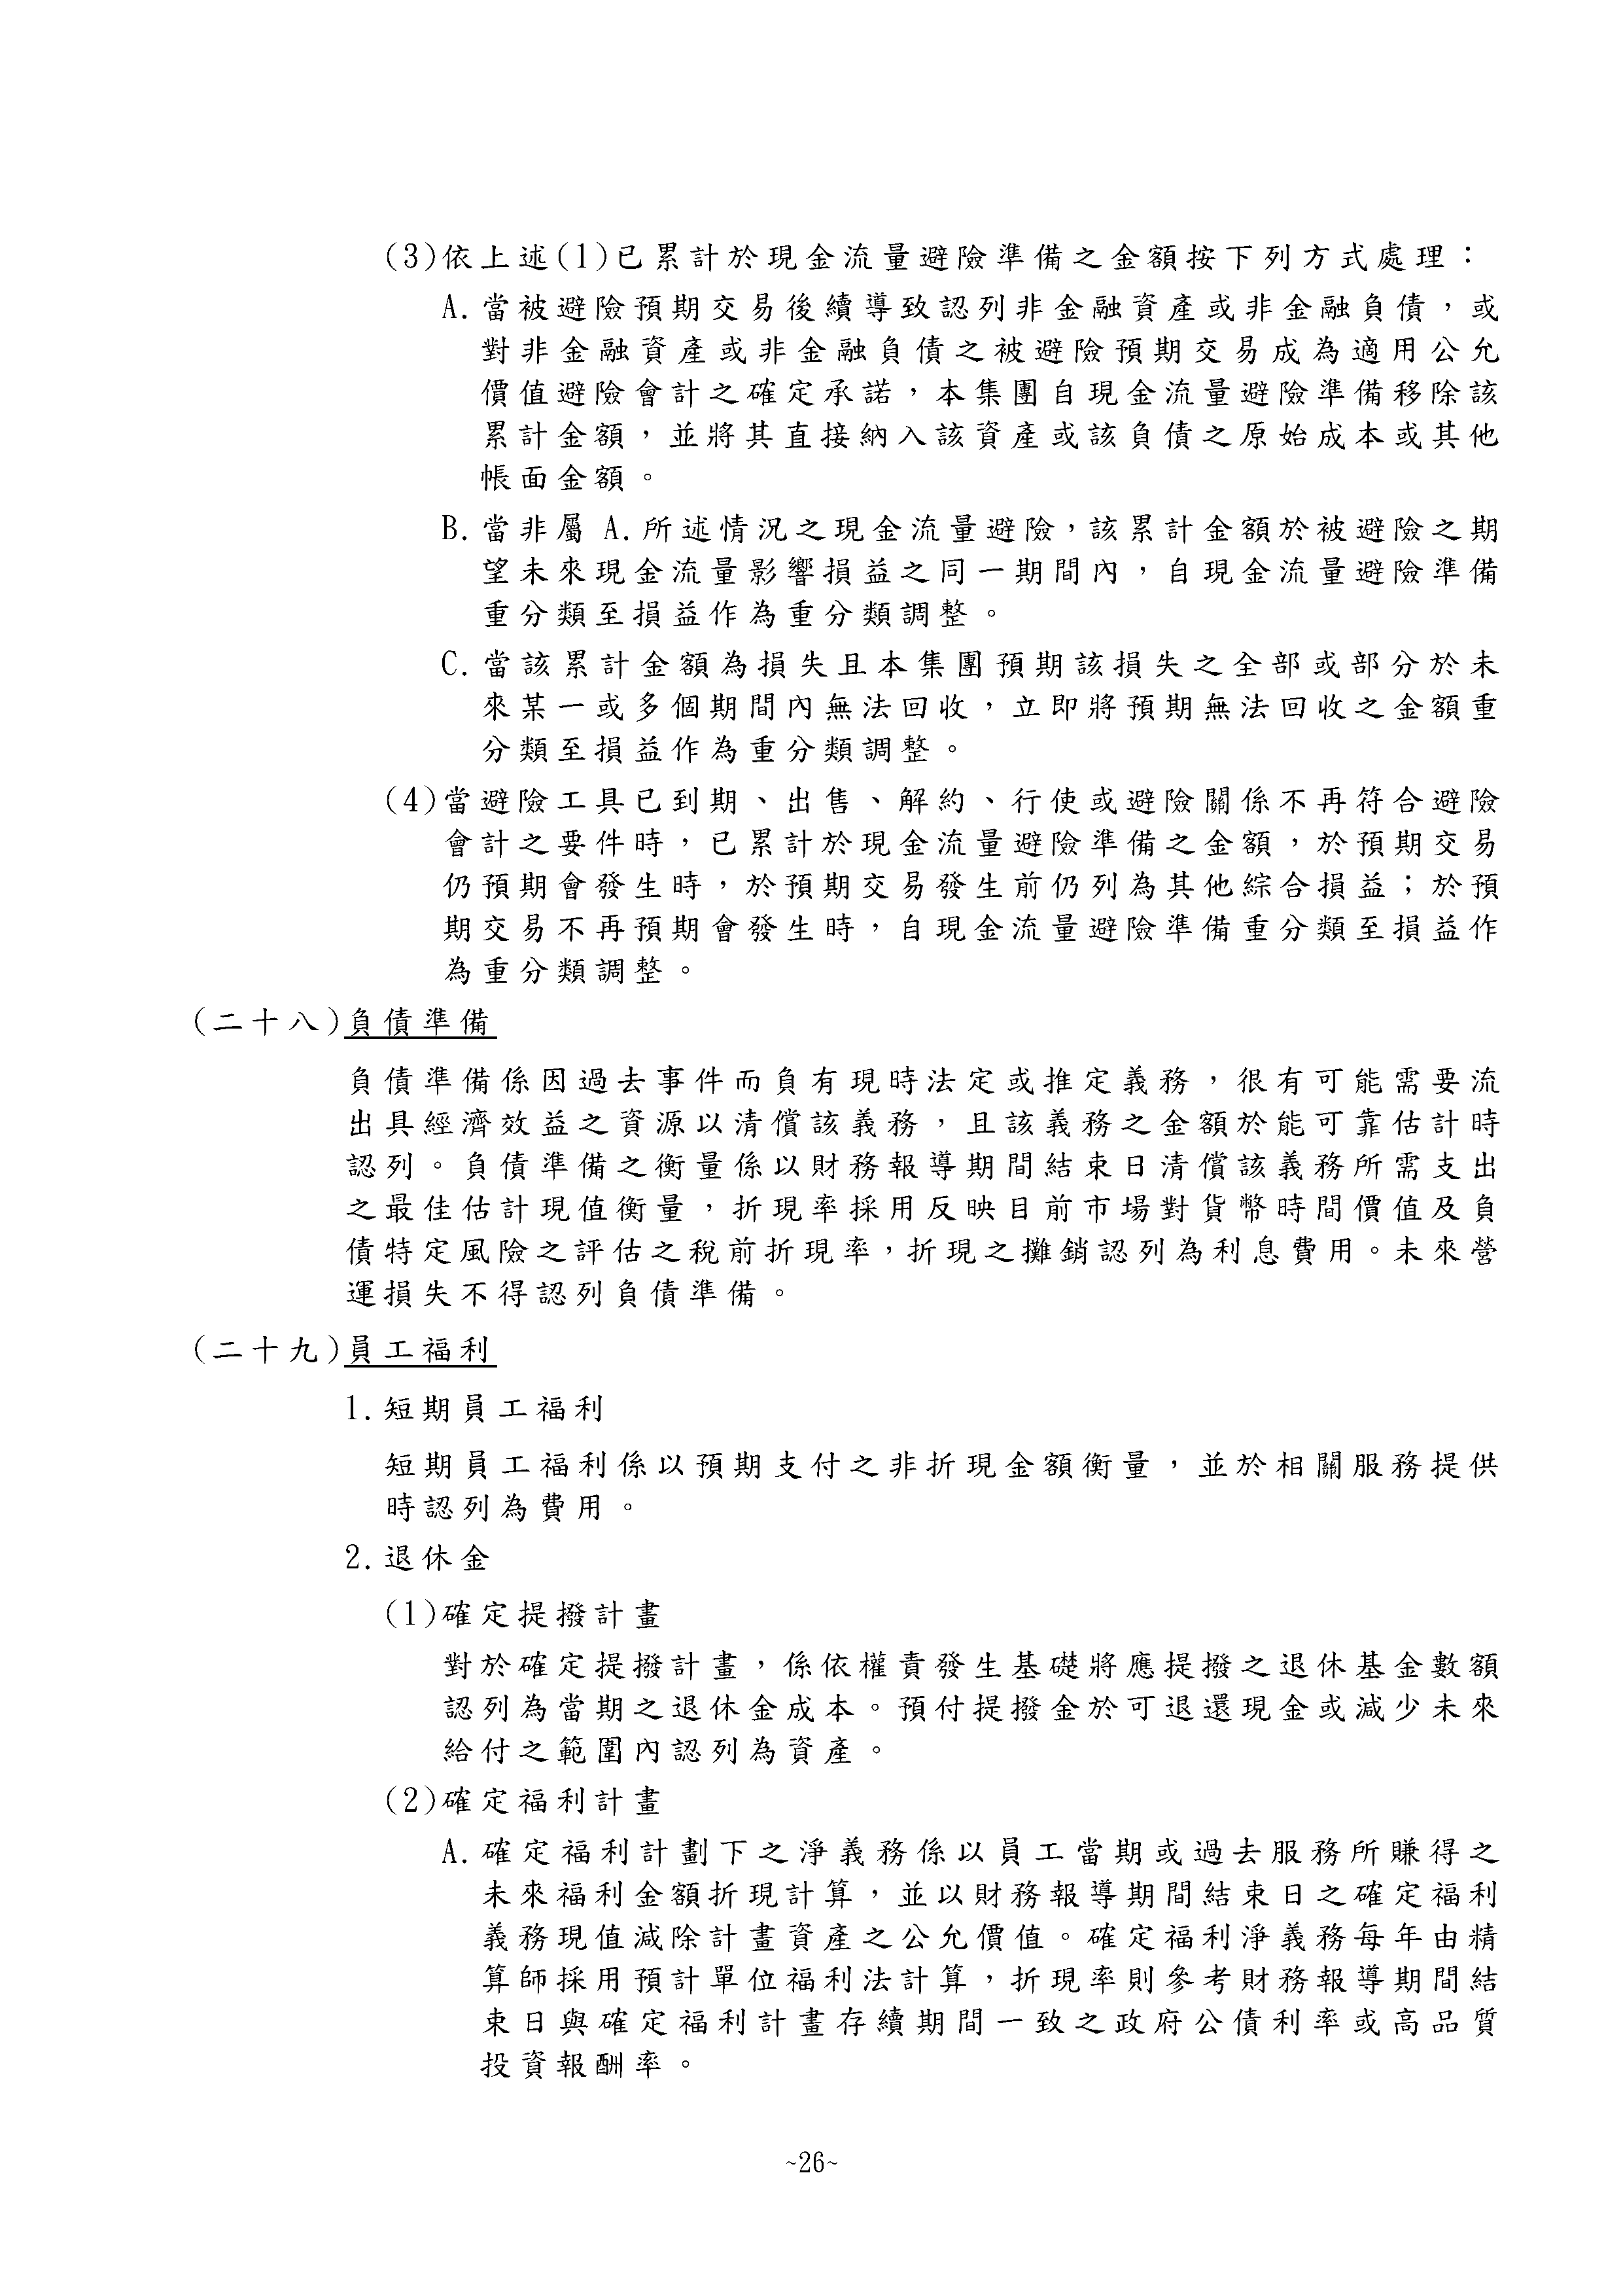 (3)依上述(1)已累計於現金流量避險準備之金額按下列方式處理：
A.當被避險預期交易後續導致認列非金融資產或非金融負債，或
對非金融資產或非金融負債之被避險預期交易成為適用公允
價值避險會計之確定承諾，本集團自現金流量避險準備移除該
累計金額，並將其直接納入該資產或該負債之原始成本或其他
帳面金額。
B.當非屬 A.所述情況之現金流量避險，該累計金額於被避險之期
望未來現金流量影響損益之同一期間內，自現金流量避險準備
重分類至損益作為重分類調整。
C.當該累計金額為損失且本集團預期該損失之全部或部分於未
來某一或多個期間內無法回收，立即將預期無法回收之金額重
分類至損益作為重分類調整。
(4)當避險工具已到期、出售、解約、行使或避險關係不再符合避險
會計之要件時，已累計於現金流量避險準備之金額，於預期交易
仍預期會發生時，於預期交易發生前仍列為其他綜合損益；於預
期交易不再預期會發生時，自現金流量避險準備重分類至損益作
為重分類調整。
(二十八)負債準備
負債準備係因過去事件而負有現時法定或推定義務，很有可能需要流
出具經濟效益之資源以清償該義務，且該義務之金額於能可靠估計時
認列。負債準備之衡量係以財務報導期間結束日清償該義務所需支出
之最佳估計現值衡量，折現率採用反映目前市場對貨幣時間價值及負
債特定風險之評估之稅前折現率，折現之攤銷認列為利息費用。未來營
運損失不得認列負債準備。
(二十九)員工福利
1.短期員工福利
短期員工福利係以預期支付之非折現金額衡量，並於相關服務提供
時認列為費用。
2.退休金
(1)確定提撥計畫
對於確定提撥計畫，係依權責發生基礎將應提撥之退休基金數額
認列為當期之退休金成本。預付提撥金於可退還現金或減少未來
給付之範圍內認列為資產。
(2)確定福利計畫
A.確定福利計劃下之淨義務係以員工當期或過去服務所賺得之
未來福利金額折現計算，並以財務報導期間結束日之確定福利
義務現值減除計畫資產之公允價值。確定福利淨義務每年由精
算師採用預計單位福利法計算，折現率則參考財務報導期間結
束日與確定福利計畫存續期間一致之政府公債利率或高品質
投資報酬率。
~26~